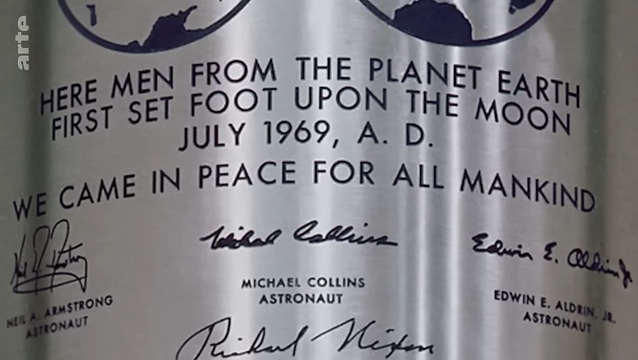 arte
HERE MEN FROM THE PLANET EARTH
FIRST SET FOOT UPON THE MOON
JULY 1969, A. D.
WE CAME IN PEACE FOR ALL MANKIND
Neil A. Armstrong
Michael Collins
Edwin E. Aldrin Jr
NEIL A. ARMSTRONG
ASTRONAUT
MICHAEL COLLINS
ASTRONAUT
EDWIN E. ALDRIN, JR.
ASTRONAUT
Richard Nixon